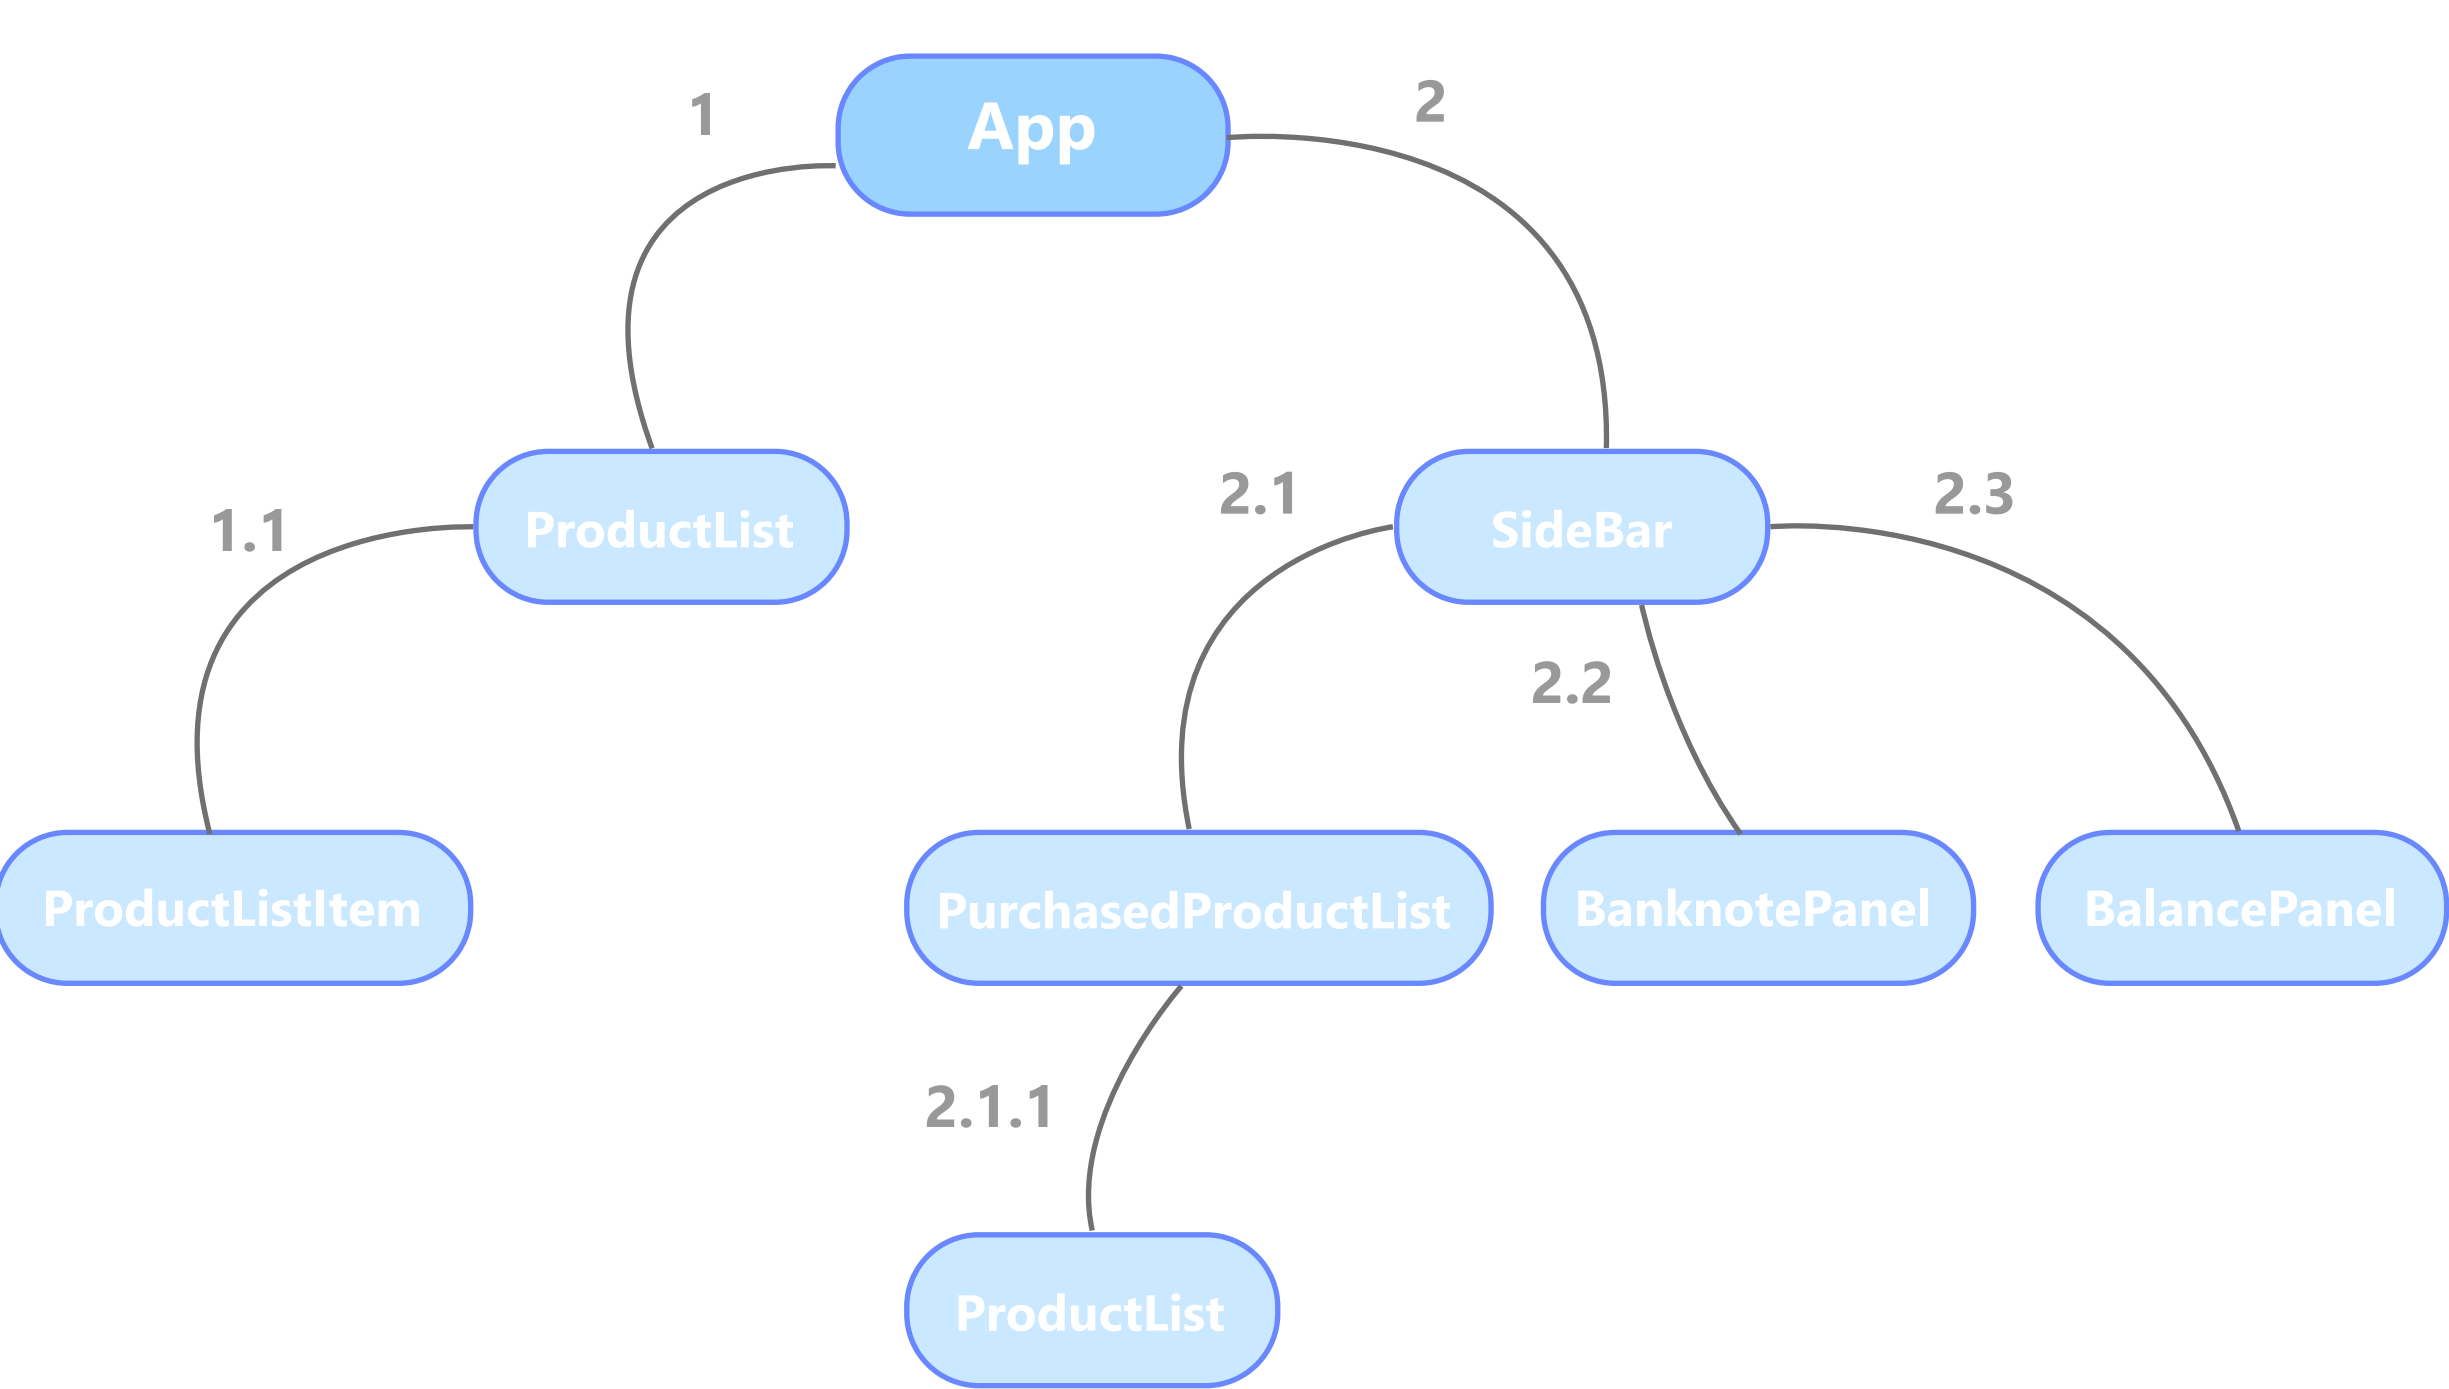 App
1
2
ProductList
SideBar
1.1
2.1
2.2
2.3
ProductListItem
PurchasedProductList
BanknotePanel
BalancePanel
2.1.1
ProductList